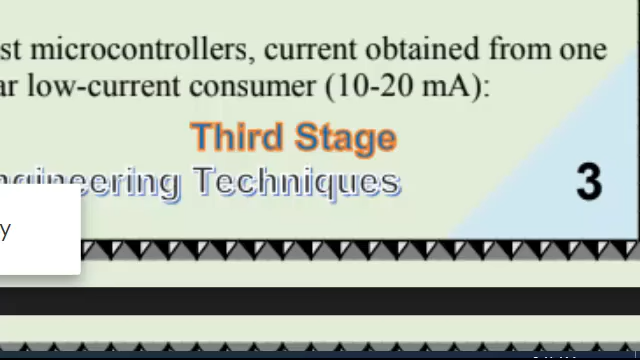 st microcontrollers, current obtained from one
ar low-current consumer (10-20 mA):
Third Stage
ngineering Techniques
3
y